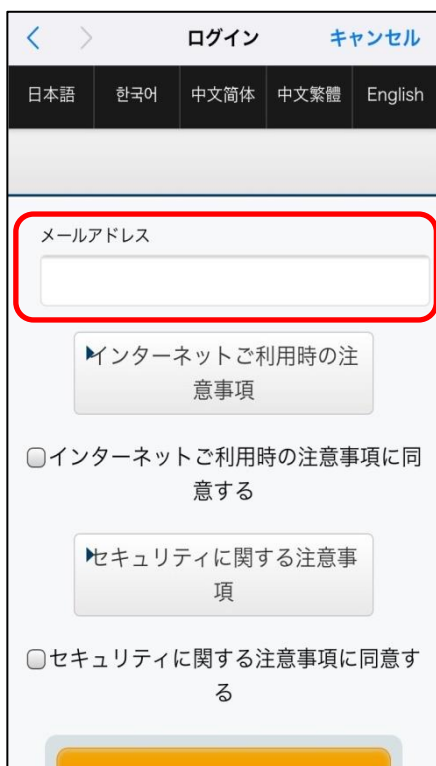 ログイン キャンセル
日本語 한국어 中文简体 中文繁體 English
メールアドレス
インターネットご利用時の注
意事項
インターネットご利用時の注意事項に同
意する
セキュリティに関する注意事
項
セキュリティに関する注意事項に同意す
る